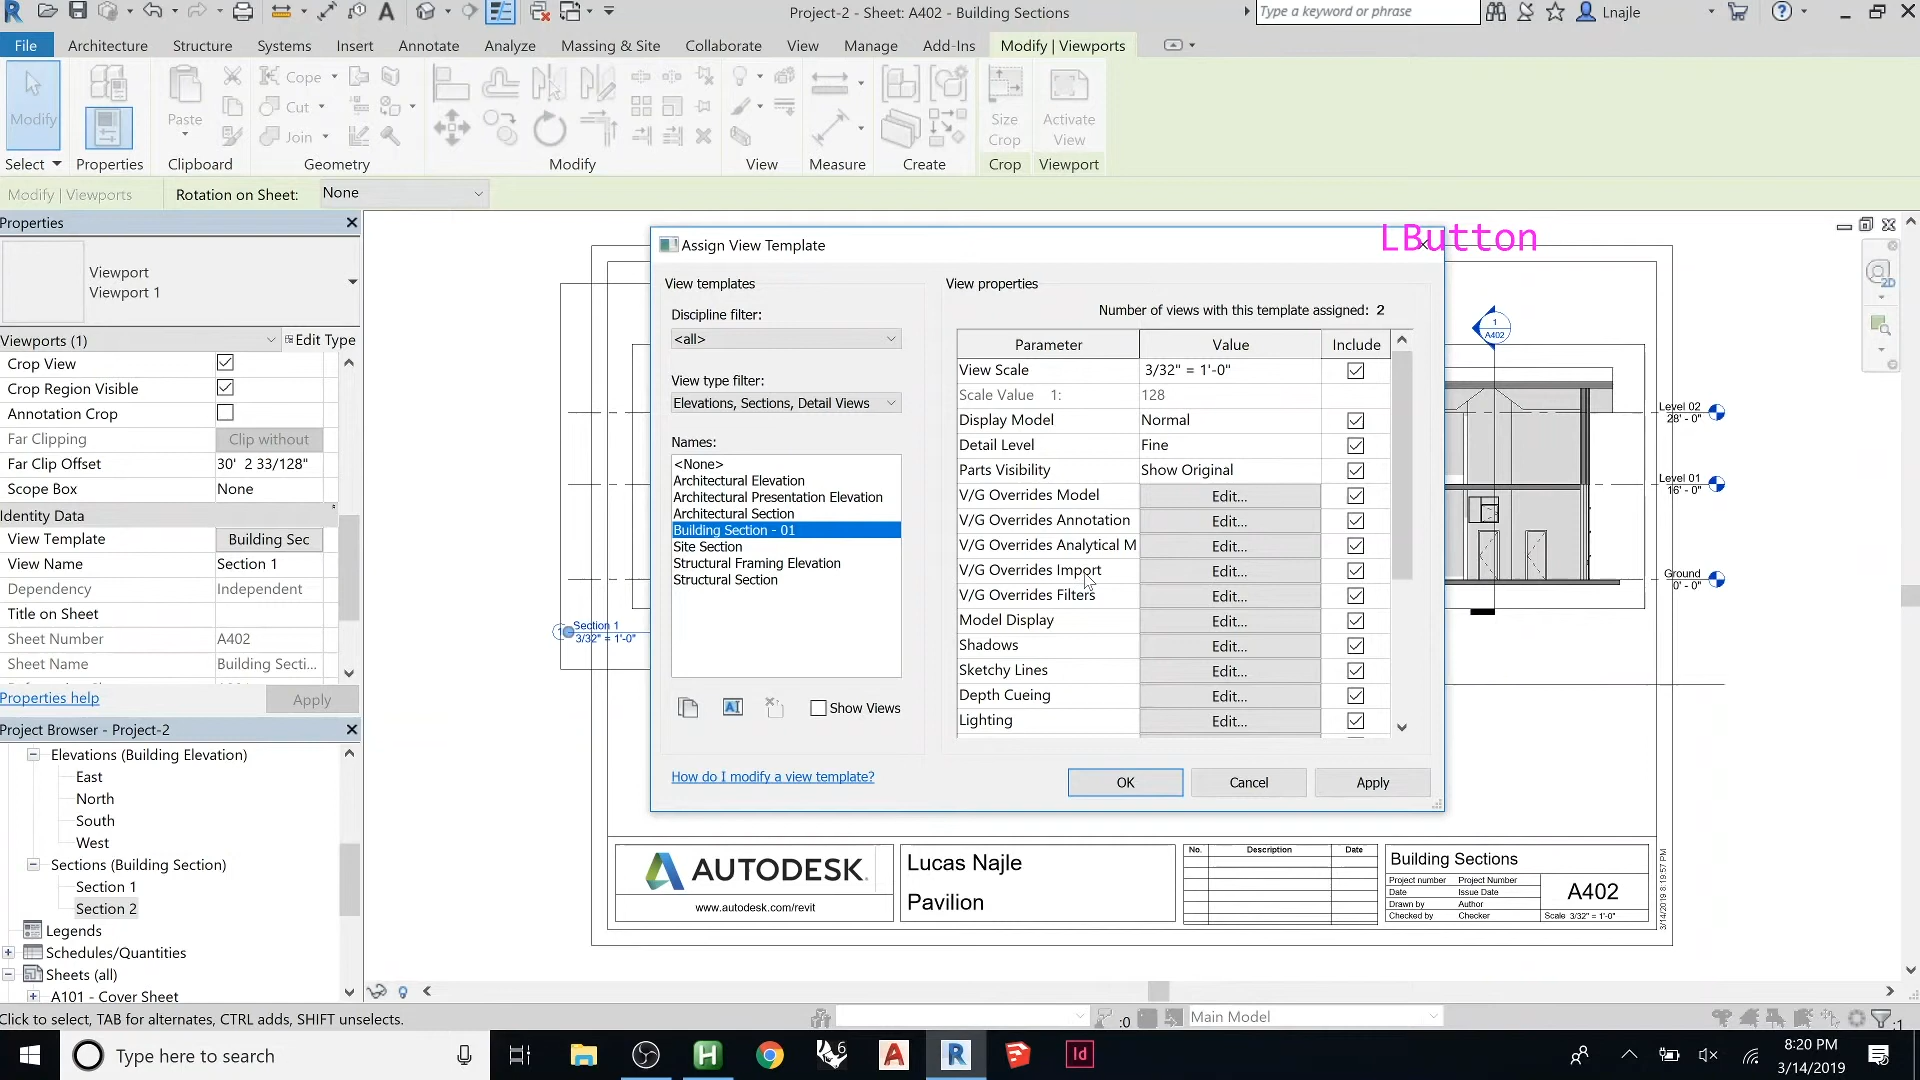 Project-2 - Sheet: A402 - Building Sections
Type a keyword or phrase
Lnajle
File
Architecture
Structure
Systems
Insert
Annotate
Analyze
Massing & Site
Collaborate
View
Manage
Add-Ins
Modify | Viewports
Modify
Cope
Cut
Join
Paste
Size
Crop
Activate
View
Select
Properties
Clipboard
Geometry
Modify
View
Measure
Create
Crop
Viewport
Modify | Viewports
Rotation on Sheet:
None
Properties
Viewport
Viewport 1
Viewports (1)
Edit Type
Crop View
Crop Region Visible
Annotation Crop
Far Clipping
Clip without
Far Clip Offset
30' 2 33/128"
Scope Box
None
Identity Data
View Template
Building Sec
View Name
Section 1
Dependency
Independent
Title on Sheet
Sheet Number
A402
Sheet Name
Building Secti...
Properties help
Apply
Project Browser - Project-2
Elevations (Building Elevation)
East
North
South
West
Sections (Building Section)
Section 1
Section 2
Legends
Schedules/Quantities
Sheets (all)
A101 - Cover Sheet
LButton
Assign View Template
View templates
Discipline filter:
<all>
View type filter:
Elevations, Sections, Detail Views
Names:
<None>
Architectural Elevation
Architectural Presentation Elevation
Architectural Section
Building Section - 01
Site Section
Structural Framing Elevation
Structural Section
Show Views
How do I modify a view template?
View properties
Number of views with this template assigned: 2
Parameter Value Include
View Scale 3/32" = 1'-0"
Scale Value 1: 128
Display Model Normal
Detail Level Fine
Parts Visibility Show Original
V/G Overrides Model Edit...
V/G Overrides Annotation Edit...
V/G Overrides Analytical M Edit...
V/G Overrides Import Edit...
V/G Overrides Filters Edit...
Model Display Edit...
Shadows Edit...
Sketchy Lines Edit...
Depth Cueing Edit...
Lighting Edit...
OK
Cancel
Apply
Section 1
3/32" = 1'-0"
1
A402
Level 02
28' - 0"
Level 01
16' - 0"
Ground
0' - 0"
AUTODESK.
www.autodesk.com/revit
Lucas Najle
Pavilion
No. Description Date
Building Sections
Project number Project Number
Date Issue Date
Drawn by Author
Checked by Checker
A402
Scale 3/32" = 1'-0"
3/14/2019 8:19:57 PM
2D
Click to select, TAB for alternates, CTRL adds, SHIFT unselects.
:0
Main Model
:1
Type here to search
8:20 PM
3/14/2019